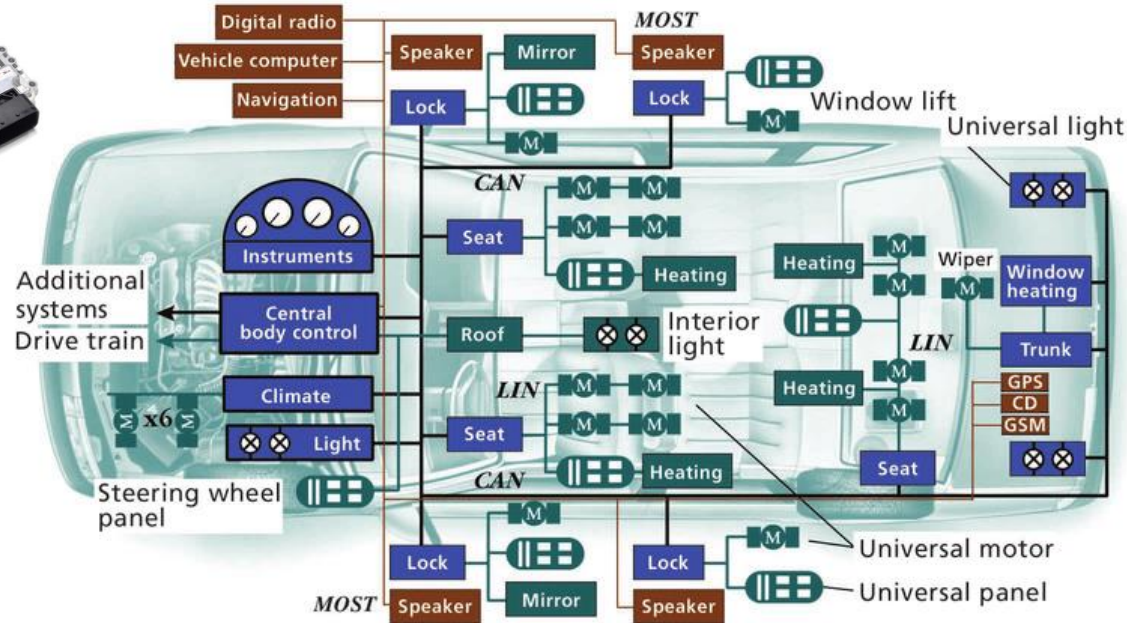 Digital radio
Vehicle computer
Navigation
Speaker
Mirror
MOST
Speaker
Lock
M
Lock
M
Window lift
Universal light
CAN
M
M
Seat
M
M
Heating
Instruments
Additional
systems
Drive train
Central
body control
Roof
Interior
light
Heating
M
M
Wiper
M
Window
heating
LIN
Trunk
Climate
M
x6
M
Light
LIN
M
M
Seat
M
M
CAN
Heating
Heating
M
M
Seat
GPS
CD
GSM
Steering wheel
panel
M
Lock
Mirror
MOST
Speaker
Lock
M
Speaker
Universal motor
Universal panel